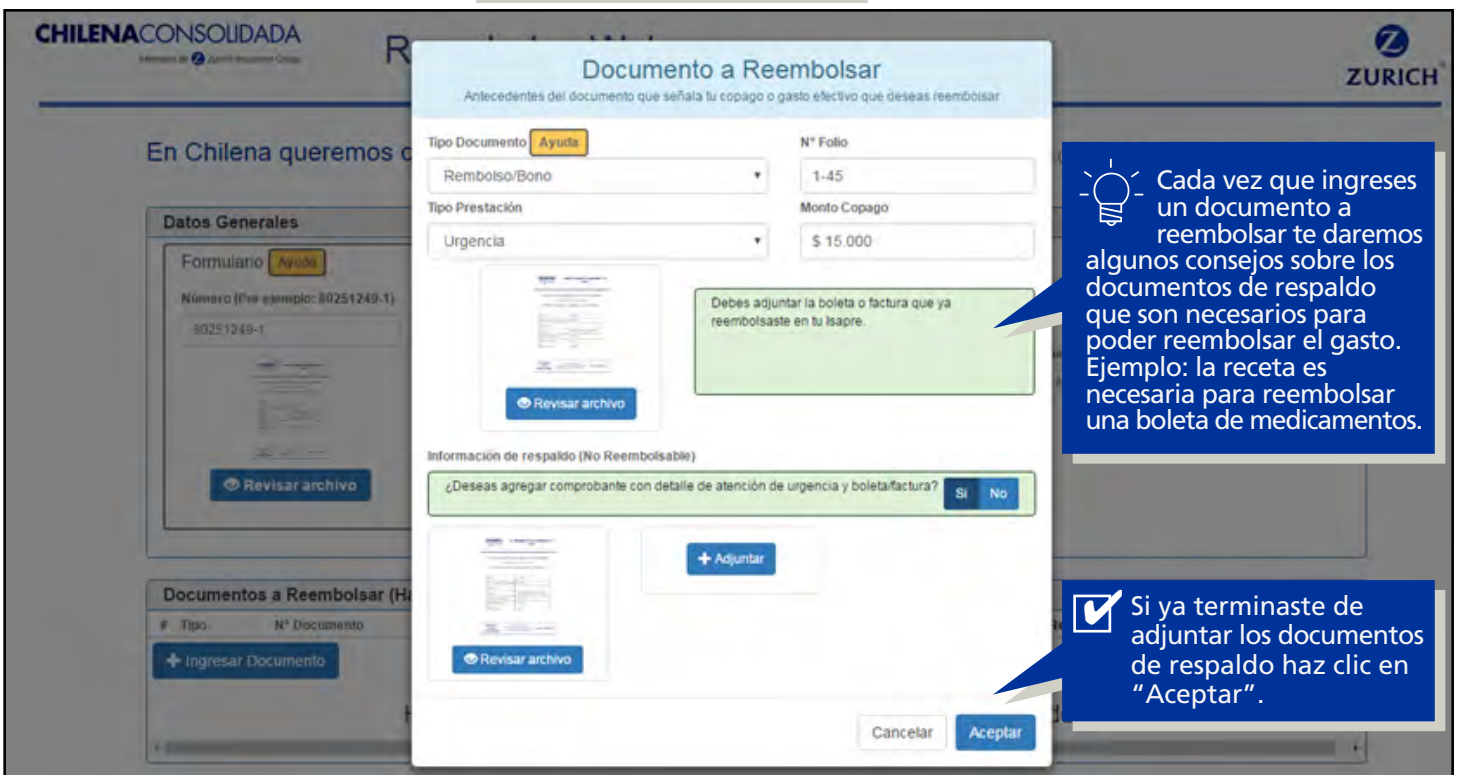 CHILENACONSOLIDADA
ZURICH
Documento a Reembolsar
Antecedentes del documento que señala tu copago o gasto efectivo que deseas reembolsar
En Chilena queremos
Tipo Documento Ayuda
Rembolso/Bono
N° Folio
1-45
Tipo Prestación
Urgencia
Monto Copago
$ 15.000
Debes adjuntar la boleta o factura que ya
reembolsaste en tu Isapre.
Revisar archivo
Información de respaldo (No Reembolsable)
¿Deseas agregar comprobante con detalle de atención de urgencia y boleta/factura? Si No
+ Adjuntar
Revisar archivo
Cancelar Aceptar
Datos Generales
Formulario Ayuda
Número (Por ejemplo: 80251249-1)
80251249-1
Revisar archivo
Documentos a Reembolsar
# Tipo N° Documento
+ Ingresar Documento
Cada vez que ingreses
un documento a
reembolsar te daremos
algunos consejos sobre los
documentos de respaldo
que son necesarios para
poder reembolsar el gasto.
Ejemplo: la receta es
necesaria para reembolsar
una boleta de medicamentos.
Si ya terminaste de
adjuntar los documentos
de respaldo haz clic en
“Aceptar”.